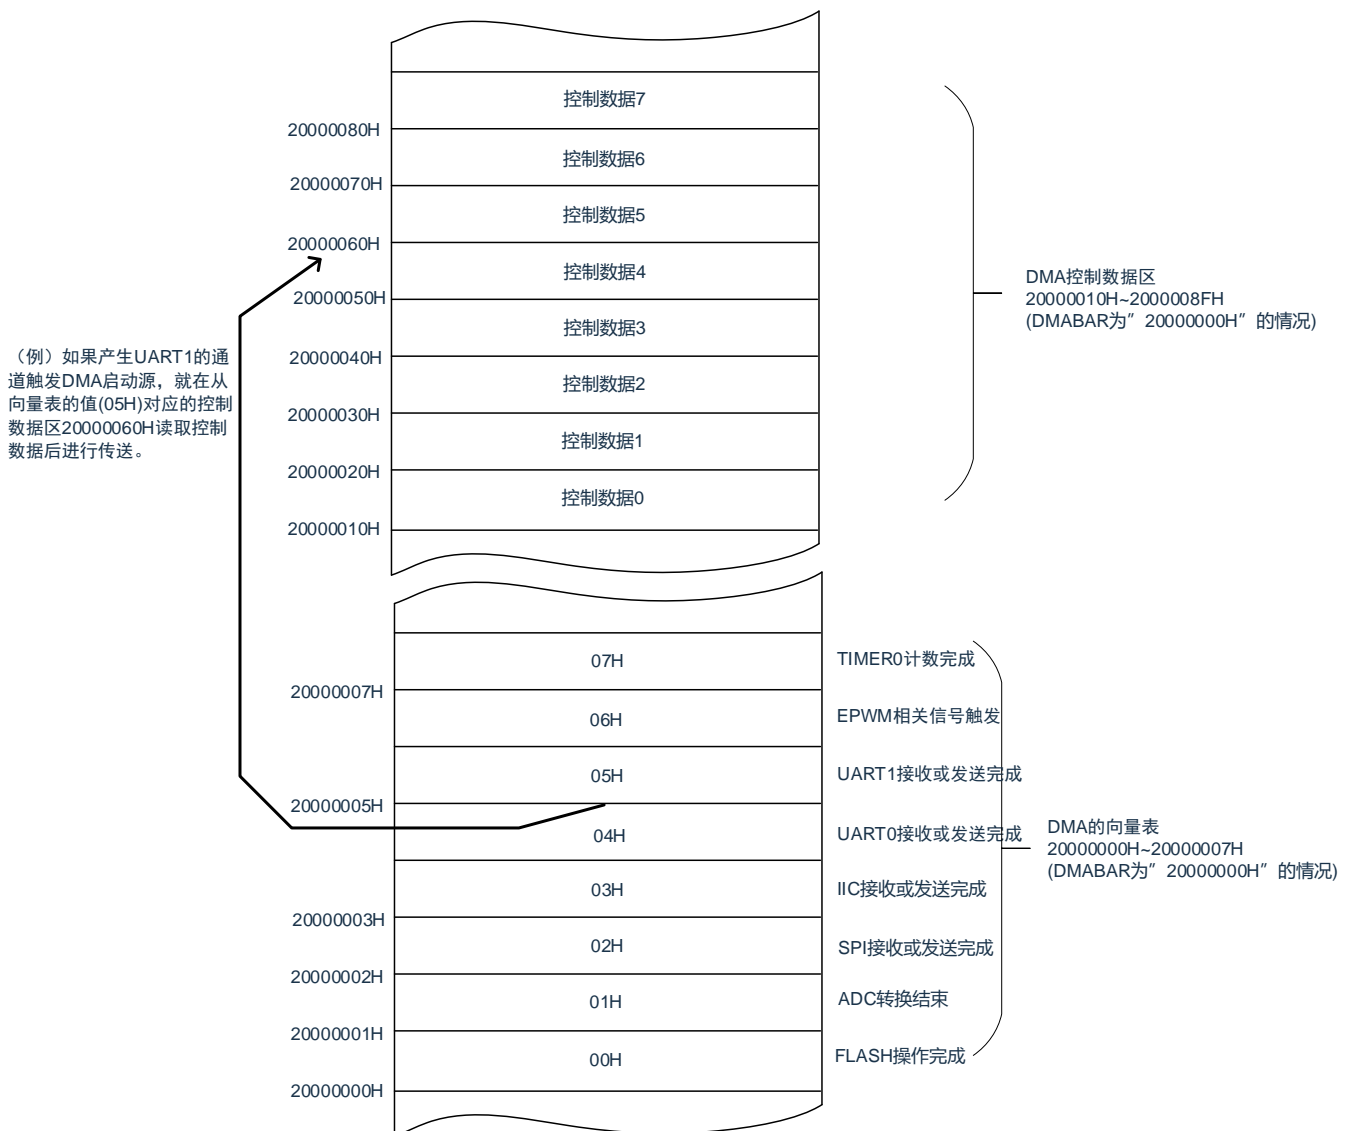 控制数据7
20000080H
控制数据6
20000070H
控制数据5
20000060H
控制数据4
20000050H
控制数据3
20000040H
控制数据2
20000030H
控制数据1
20000020H
控制数据0
20000010H
DMA控制数据区
20000010H~2000008FH
(DMABAR为”20000000H”的情况)
（例）如果产生UART1的通
道触发DMA启动源，就在从
向量表的值(05H)对应的控制
数据区20000060H读取控制
数据后进行传送。
07H
TIMER0计数完成
20000007H
06H
EPWM相关信号触发
05H
UART1接收或发送完成
20000005H
04H
UART0接收或发送完成
03H
IIC接收或发送完成
20000003H
02H
SPI接收或发送完成
20000002H
01H
ADC转换结束
20000001H
00H
FLASH操作完成
20000000H
DMA的向量表
20000000H~20000007H
(DMABAR为”20000000H”的情况)